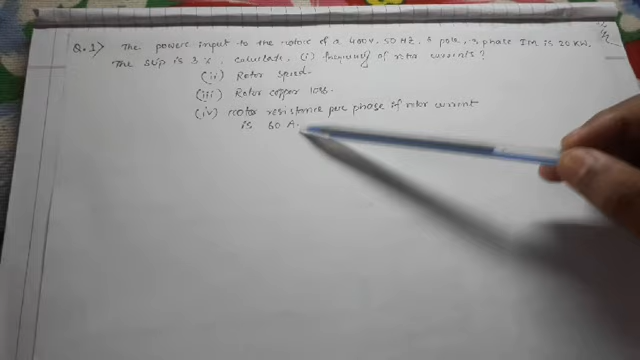 Q.1) The power input to the rotor of a 400V, 50 HZ, 6 pole, 3 phase IM is 20 KW.
The slip is 3%, calculate, (i) frequency of rotor currents?
(ii) Rotor speed.
(iii) Rotor copper loss.
(iv) rotor resistance per phase if rotor current
is 60 A.